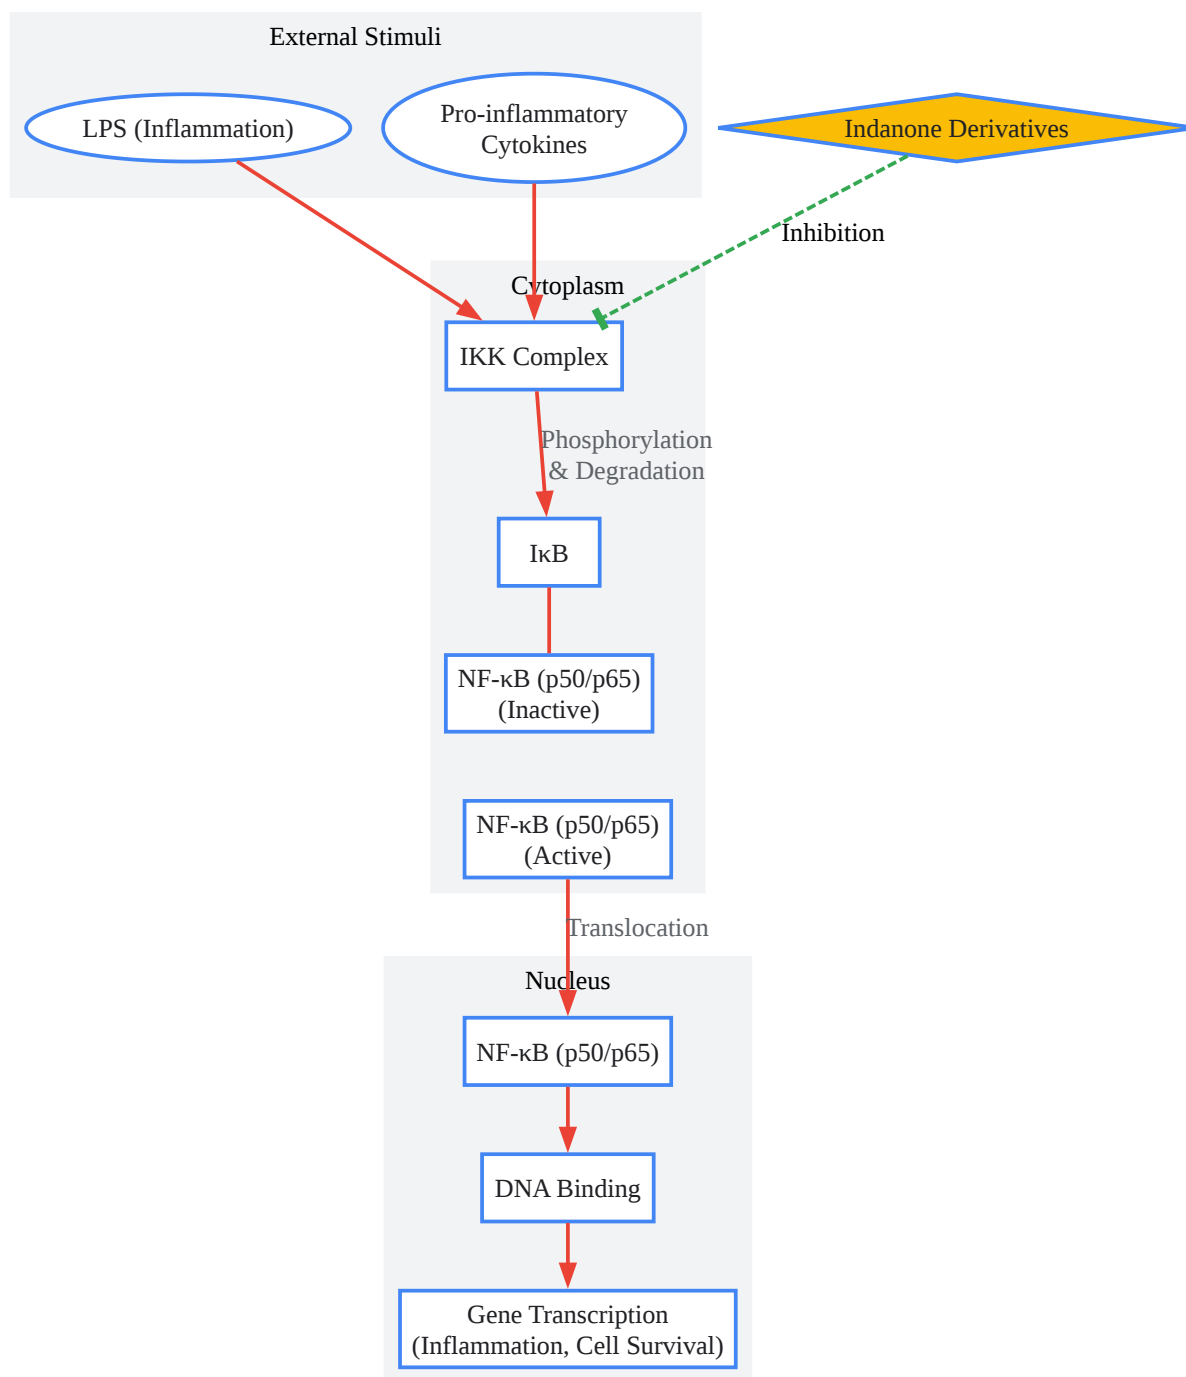 External Stimuli
LPS (Inflammation)
Pro-inflammatory
Cytokines
Indanone Derivatives
Inhibition
Cytoplasm
IKK Complex
Phosphorylation
& Degradation
IκB
NF-κB (p50/p65)
(Inactive)
NF-κB (p50/p65)
(Active)
Translocation
Nucleus
NF-κB (p50/p65)
DNA Binding
Gene Transcription
(Inflammation, Cell Survival)